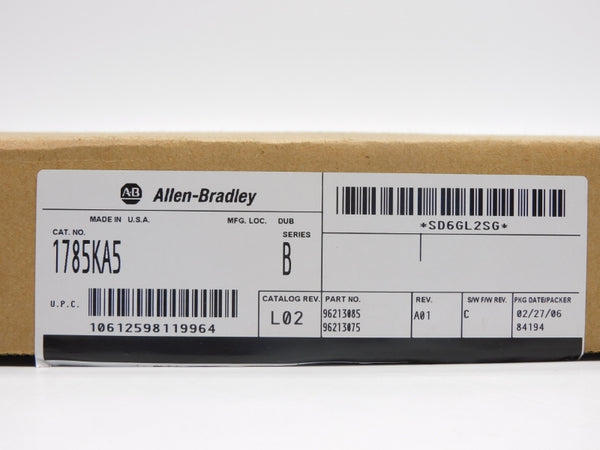 AB Allen-Bradley
MADE IN U.S.A. MFG. LOC. DUB
CAT. NO. SERIES
1785KA5 B
U.P.C.
10612598119964
*SD6GL2SG*
CATALOG REV. PART NO. REV. S/W F/W REV. PKG DATE/PACKER
L02 96213085 A01 C 02/27/06
96213075 84194